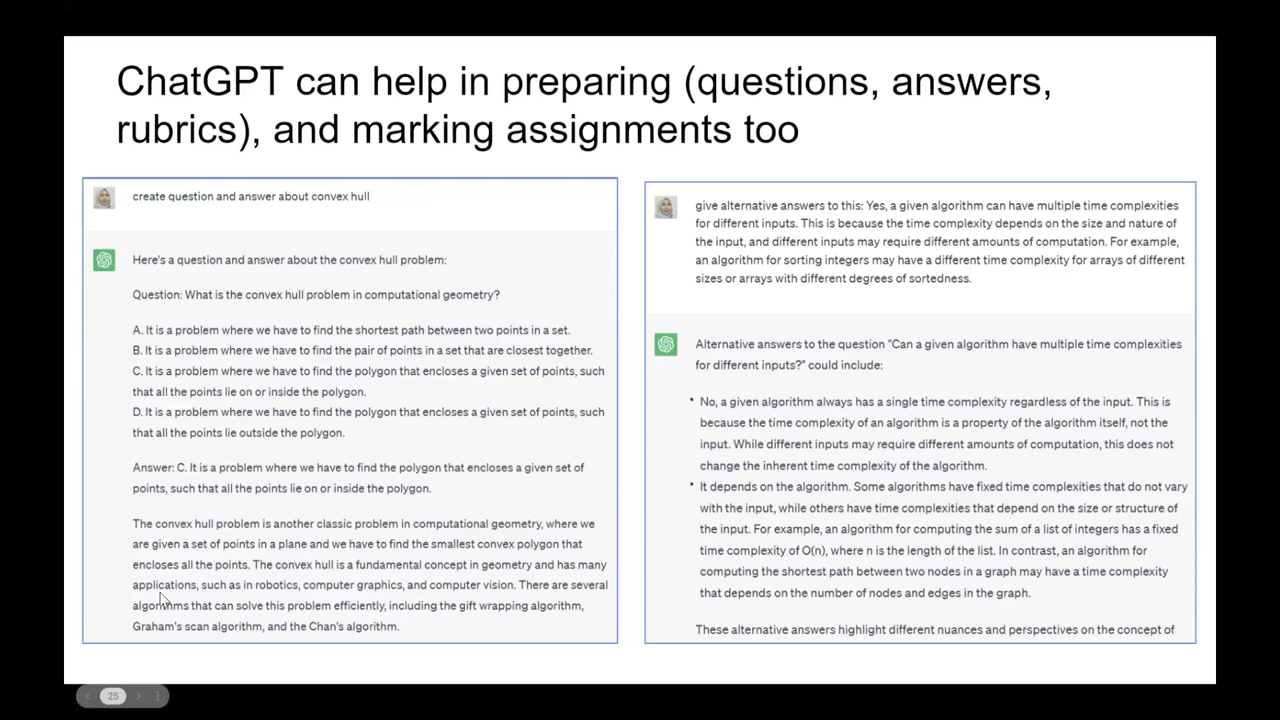 ChatGPT can help in preparing (questions, answers,
rubrics), and marking assignments too
create question and answer about convex hull
Here's a question and answer about the convex hull problem:
Question: What is the convex hull problem in computational geometry?
A. It is a problem where we have to find the shortest path between two points in a set.
B. It is a problem where we have to find the pair of points in a set that are closest together.
C. It is a problem where we have to find the polygon that encloses a given set of points, such
that all the points lie on or inside the polygon.
D. It is a problem where we have to find the polygon that encloses a given set of points, such
that all the points lie outside the polygon.
Answer: C. It is a problem where we have to find the polygon that encloses a given set of
points, such that all the points lie on or inside the polygon.
The convex hull problem is another classic problem in computational geometry, where we
are given a set of points in a plane and we have to find the smallest convex polygon that
encloses all the points. The convex hull is a fundamental concept in geometry and has many
applications, such as in robotics, computer graphics, and computer vision. There are several
algorithms that can solve this problem efficiently, including the gift wrapping algorithm,
Graham's scan algorithm, and the Chan's algorithm.
give alternative answers to this: Yes, a given algorithm can have multiple time complexities
for different inputs. This is because the time complexity depends on the size and nature of
the input, and different inputs may require different amounts of computation. For example,
an algorithm for sorting integers may have a different time complexity for arrays of different
sizes or arrays with different degrees of sortedness.
Alternative answers to the question "Can a given algorithm have multiple time complexities
for different inputs?" could include:
• No, a given algorithm always has a single time complexity regardless of the input. This is
because the time complexity of an algorithm is a property of the algorithm itself, not the
input. While different inputs may require different amounts of computation, this does not
change the inherent time complexity of the algorithm.
• It depends on the algorithm. Some algorithms have fixed time complexities that do not vary
with the input, while others have time complexities that depend on the size or structure of
the input. For example, an algorithm for computing the sum of a list of integers has a fixed
time complexity of O(n), where n is the length of the list. In contrast, an algorithm for
computing the shortest path between two nodes in a graph may have a time complexity
that depends on the number of nodes and edges in the graph.
These alternative answers highlight different nuances and perspectives on the concept of
25